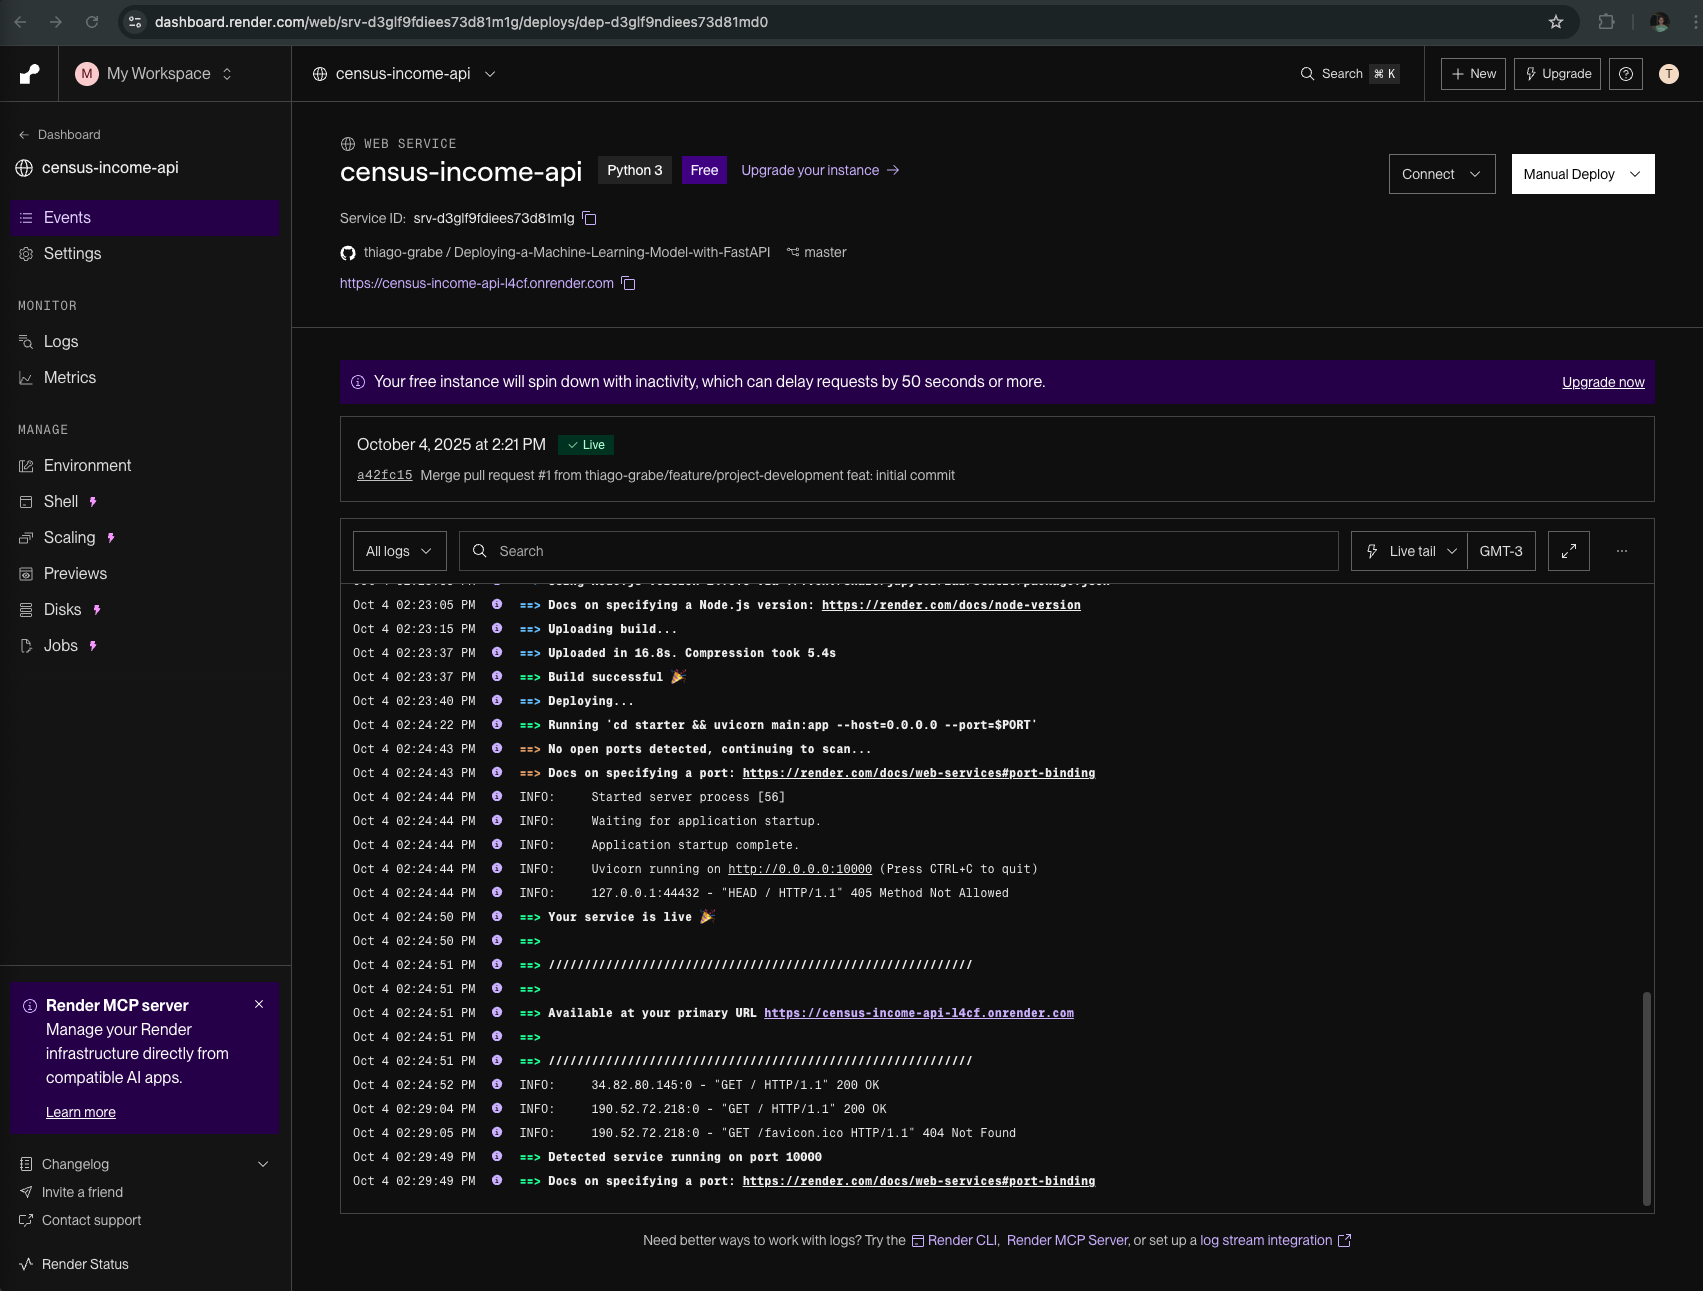 dashboard.render.com/web/srv-d3glf9fdiees73d81m1g/deploys/dep-d3glf9ndiees73d81md0
M My Workspace
census-income-api
Search ⌘ K
+ New
Upgrade
T
← Dashboard
census-income-api
Events
Settings
MONITOR
Logs
Metrics
MANAGE
Environment
Shell
Scaling
Previews
Disks
Jobs
Render MCP server
Manage your Render
infrastructure directly from
compatible AI apps.
Learn more
Changelog
Invite a friend
Contact support
Render Status
WEB SERVICE
census-income-api Python 3 Free Upgrade your instance →
Connect
Manual Deploy
Service ID: srv-d3glf9fdiees73d81m1g
thiago-grabe / Deploying-a-Machine-Learning-Model-with-FastAPI master
https://census-income-api-l4cf.onrender.com
Your free instance will spin down with inactivity, which can delay requests by 50 seconds or more. Upgrade now
October 4, 2025 at 2:21 PM ✓ Live
a42fc15 Merge pull request #1 from thiago-grabe/feature/project-development feat: initial commit
All logs Search Live tail GMT-3 ...
Oct 4 02:23:05 PM ==> Docs on specifying a Node.js version: https://render.com/docs/node-version
Oct 4 02:23:15 PM ==> Uploading build...
Oct 4 02:23:37 PM ==> Uploaded in 16.8s. Compression took 5.4s
Oct 4 02:23:37 PM ==> Build successful 🎉
Oct 4 02:23:40 PM ==> Deploying...
Oct 4 02:24:22 PM ==> Running 'cd starter && uvicorn main:app --host=0.0.0.0 --port=$PORT'
Oct 4 02:24:43 PM ==> No open ports detected, continuing to scan...
Oct 4 02:24:43 PM ==> Docs on specifying a port: https://render.com/docs/web-services#port-binding
Oct 4 02:24:44 PM INFO: Started server process [56]
Oct 4 02:24:44 PM INFO: Waiting for application startup.
Oct 4 02:24:44 PM INFO: Application startup complete.
Oct 4 02:24:44 PM INFO: Uvicorn running on http://0.0.0.0:10000 (Press CTRL+C to quit)
Oct 4 02:24:44 PM INFO: 127.0.0.1:44432 - "HEAD / HTTP/1.1" 405 Method Not Allowed
Oct 4 02:24:50 PM ==> Your service is live 🎉
Oct 4 02:24:50 PM ==>
Oct 4 02:24:51 PM ==> ///////////////////////////////////////////////////////////
Oct 4 02:24:51 PM ==>
Oct 4 02:24:51 PM ==> Available at your primary URL https://census-income-api-l4cf.onrender.com
Oct 4 02:24:51 PM ==>
Oct 4 02:24:51 PM ==> ///////////////////////////////////////////////////////////
Oct 4 02:24:52 PM INFO: 34.82.80.145:0 - "GET / HTTP/1.1" 200 OK
Oct 4 02:29:04 PM INFO: 190.52.72.218:0 - "GET / HTTP/1.1" 200 OK
Oct 4 02:29:05 PM INFO: 190.52.72.218:0 - "GET /favicon.ico HTTP/1.1" 404 Not Found
Oct 4 02:29:49 PM ==> Detected service running on port 10000
Oct 4 02:29:49 PM ==> Docs on specifying a port: https://render.com/docs/web-services#port-binding
Need better ways to work with logs? Try the Render CLI, Render MCP Server, or set up a log stream integration